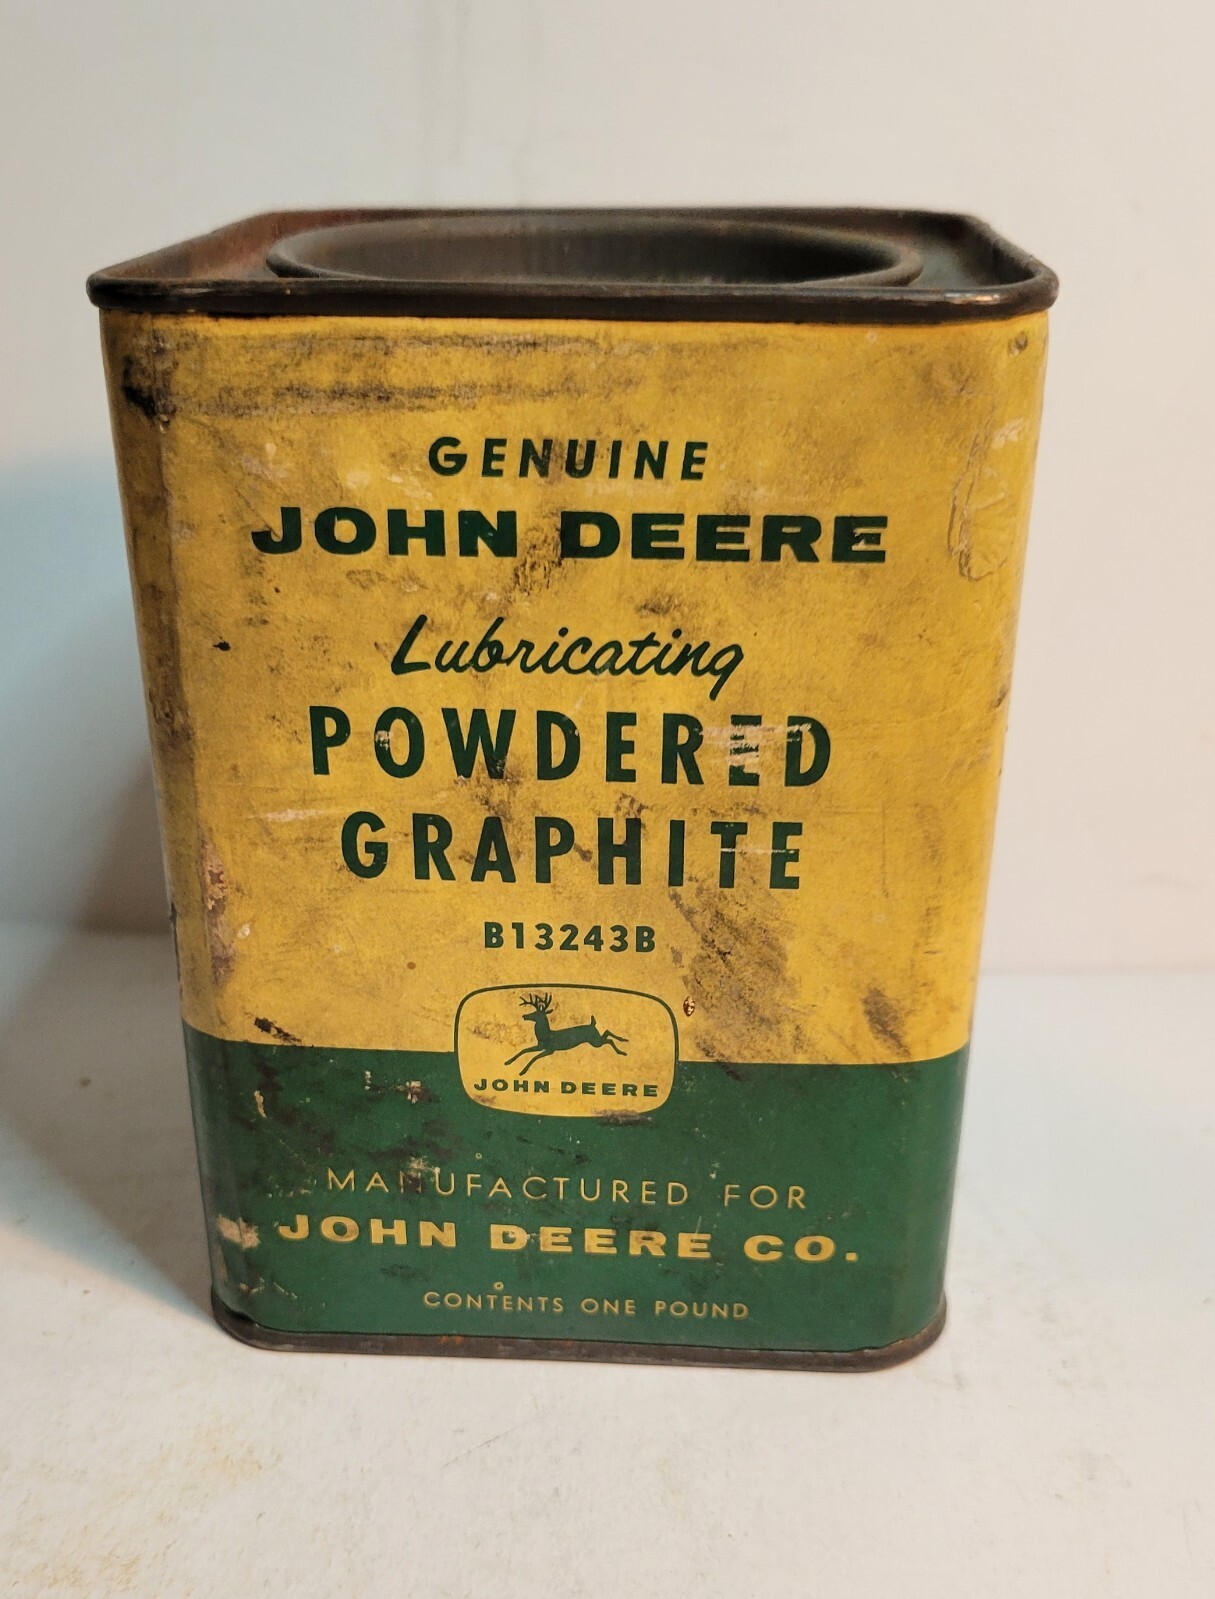 GENUINE
JOHN DEERE
Lubricating
POWDERED
GRAPHITE
B13243B
JOHN DEERE
MANUFACTURED FOR
JOHN DEERE CO.
CONTENTS ONE POUND